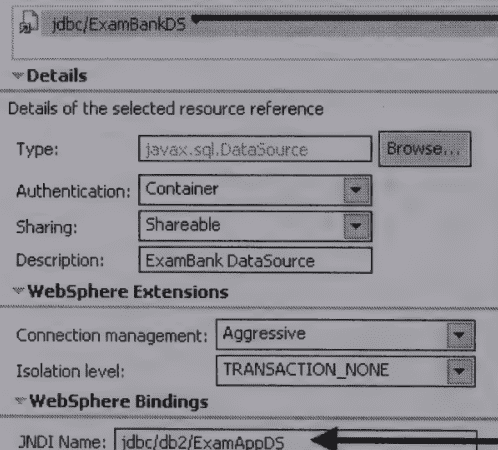 jdbc/ExamBankDS
Details
Details of the selected resource reference
Type: javax.sql.DataSource Browse...
Authentication: Container
Sharing: Shareable
Description: ExamBank DataSource
WebSphere Extensions
Connection management: Aggressive
Isolation level: TRANSACTION_NONE
WebSphere Bindings
JNDI Name: jdbc/db2/ExamAppDS